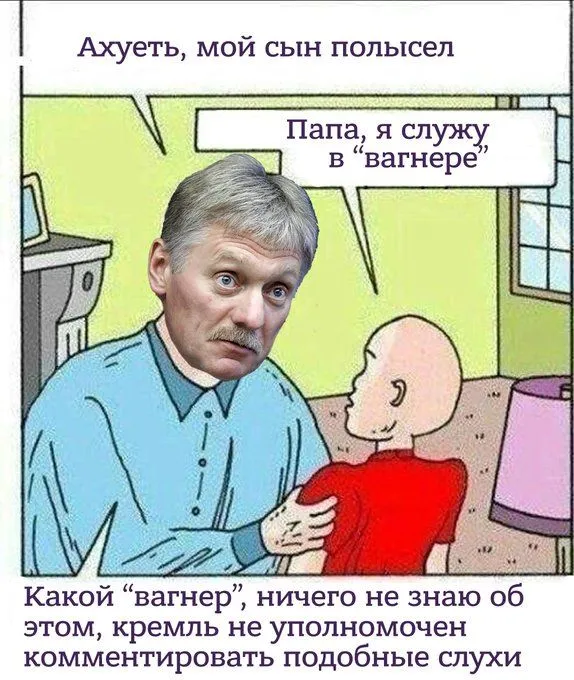 Ахуеть, мой сын полысел
Папа, я служу
в “вагнере”
Какой “вагнер”, ничего не знаю об
этом, кремль не уполномочен
комментировать подобные слухи